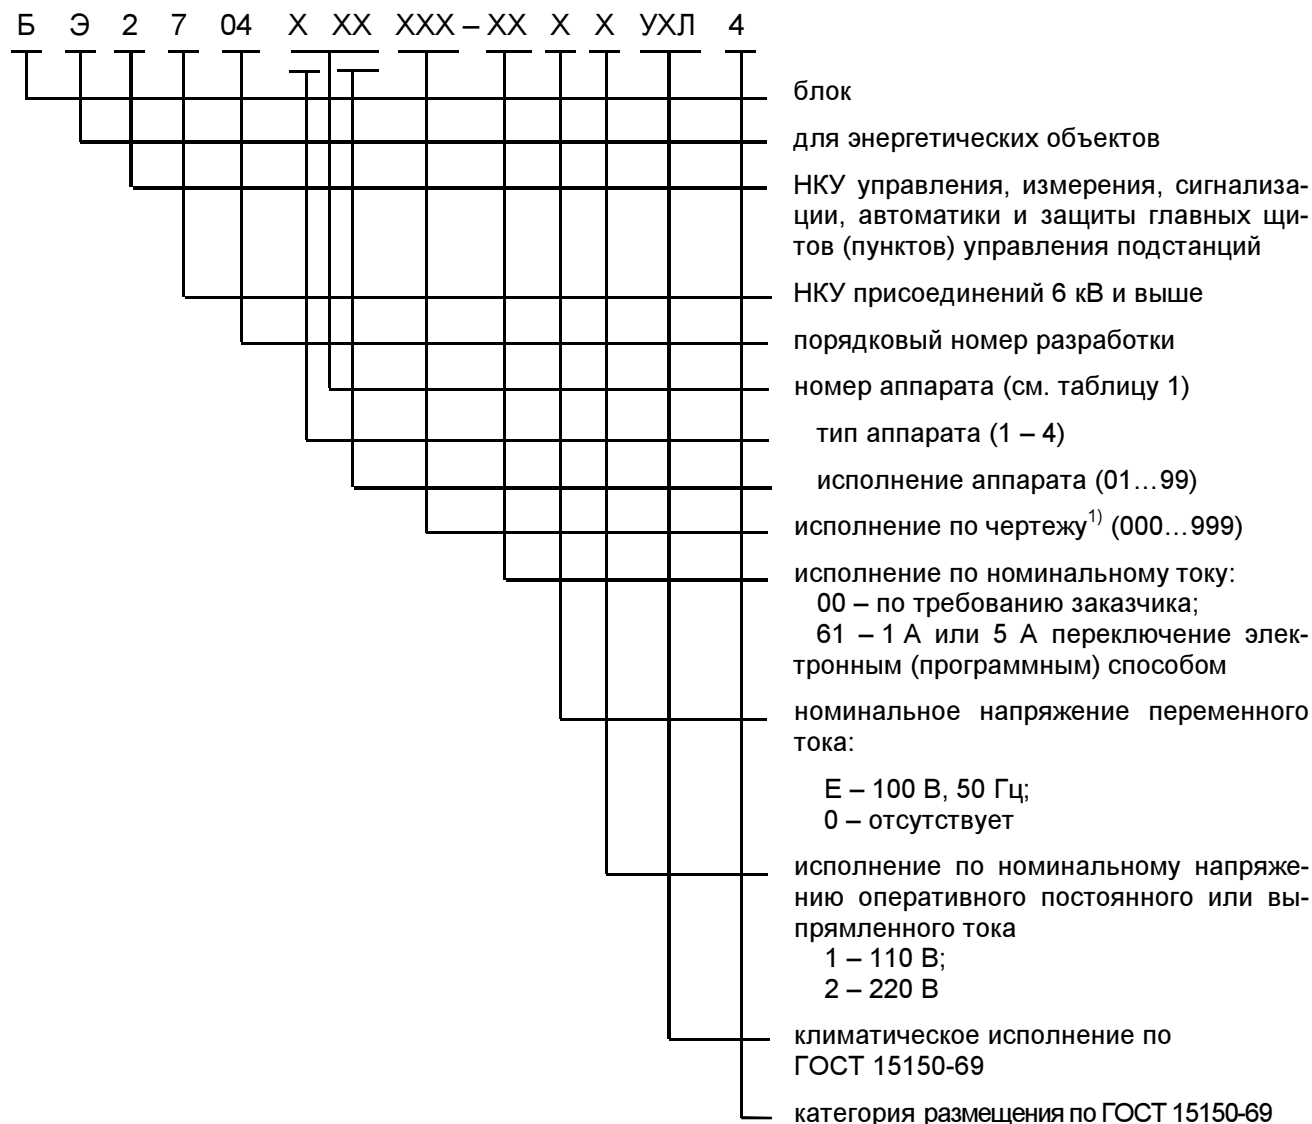 Б Э 2 7 04 Х ХХ ХХХ – ХХ Х Х УХЛ 4
блок
для энергетических объектов
НКУ управления, измерения, сигнализа-
ции, автоматики и защиты главных щи-
тов (пунктов) управления подстанций
НКУ присоединений 6 кВ и выше
порядковый номер разработки
номер аппарата (см. таблицу 1)
тип аппарата (1 – 4)
исполнение аппарата (01…99)
исполнение по чертежу1) (000…999)
исполнение по номинальному току:
00 – по требованию заказчика;
61 – 1 А или 5 А переключение элек-
тронным (программным) способом
номинальное напряжение переменного
тока:
Е – 100 В, 50 Гц;
0 – отсутствует
исполнение по номинальному напряже-
нию оперативного постоянного или вы-
прямленного тока
1 – 110 В;
2 – 220 В
климатическое исполнение по
ГОСТ 15150-69
категория размещения по ГОСТ 15150-69